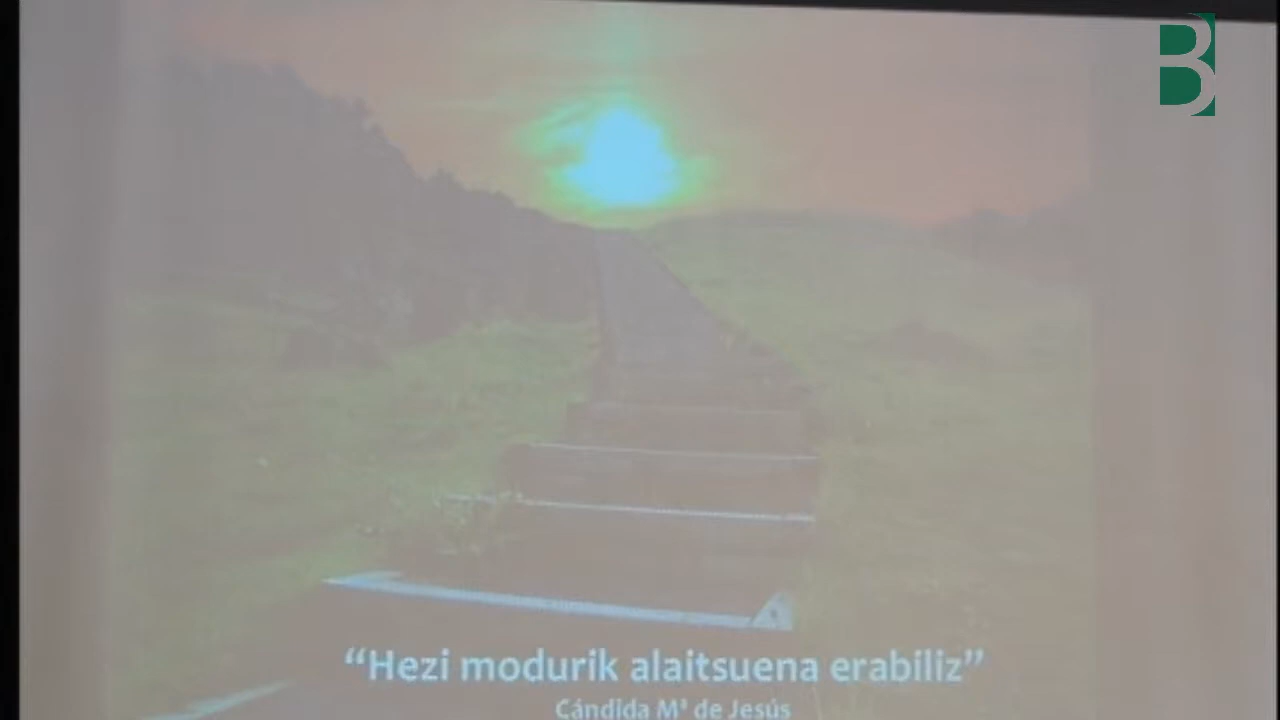 B
“Hezi modurik alaitsuena erabiliz”
Cándida Mª de Jesús